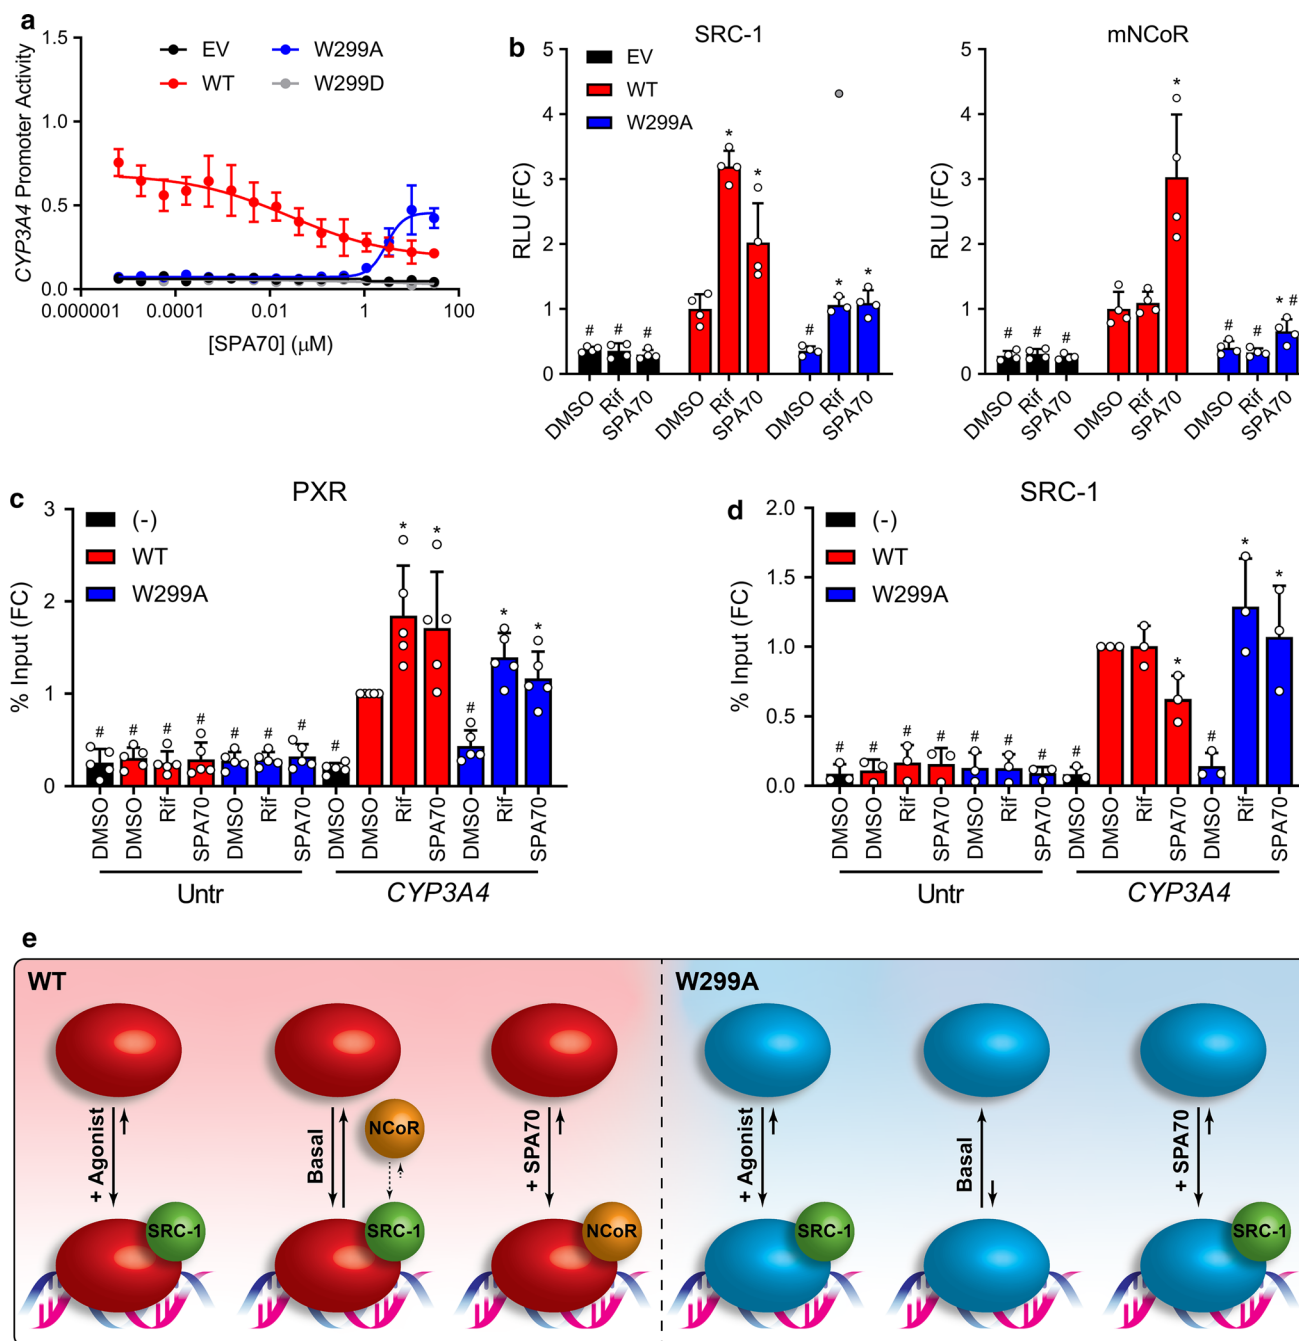 a
EV
W299A
WT
W299D
CYP3A4 Promoter Activity
1.5
1.0
0.5
0.0
0.000001
0.0001
0.01
1
100
[SPA70] (μM)
b
SRC-1
EV
WT
W299A
RLU (FC)
5
4
3
2
1
0
# # # * * # * *
DMSO Rif SPA70 DMSO Rif SPA70 DMSO Rif SPA70
mNCoR
RLU (FC)
5
4
3
2
1
0
# # # * # # * #
DMSO Rif SPA70 DMSO Rif SPA70 DMSO Rif SPA70
c
PXR
(-)
WT
W299A
% Input (FC)
3
2
1
0
# # # # # # # # * * # * *
DMSO DMSO Rif SPA70 DMSO Rif SPA70 DMSO DMSO Rif SPA70 DMSO Rif SPA70
Untr
CYP3A4
d
SRC-1
(-)
WT
W299A
% Input (FC)
2.0
1.5
1.0
0.5
0.0
# # # # # # # # * # * *
DMSO DMSO Rif SPA70 DMSO Rif SPA70 DMSO DMSO Rif SPA70 DMSO Rif SPA70
Untr
CYP3A4
e
WT
+ Agonist
SRC-1
Basal
NCoR
SRC-1
+ SPA70
NCoR
W299A
+ Agonist
SRC-1
Basal
+ SPA70
SRC-1